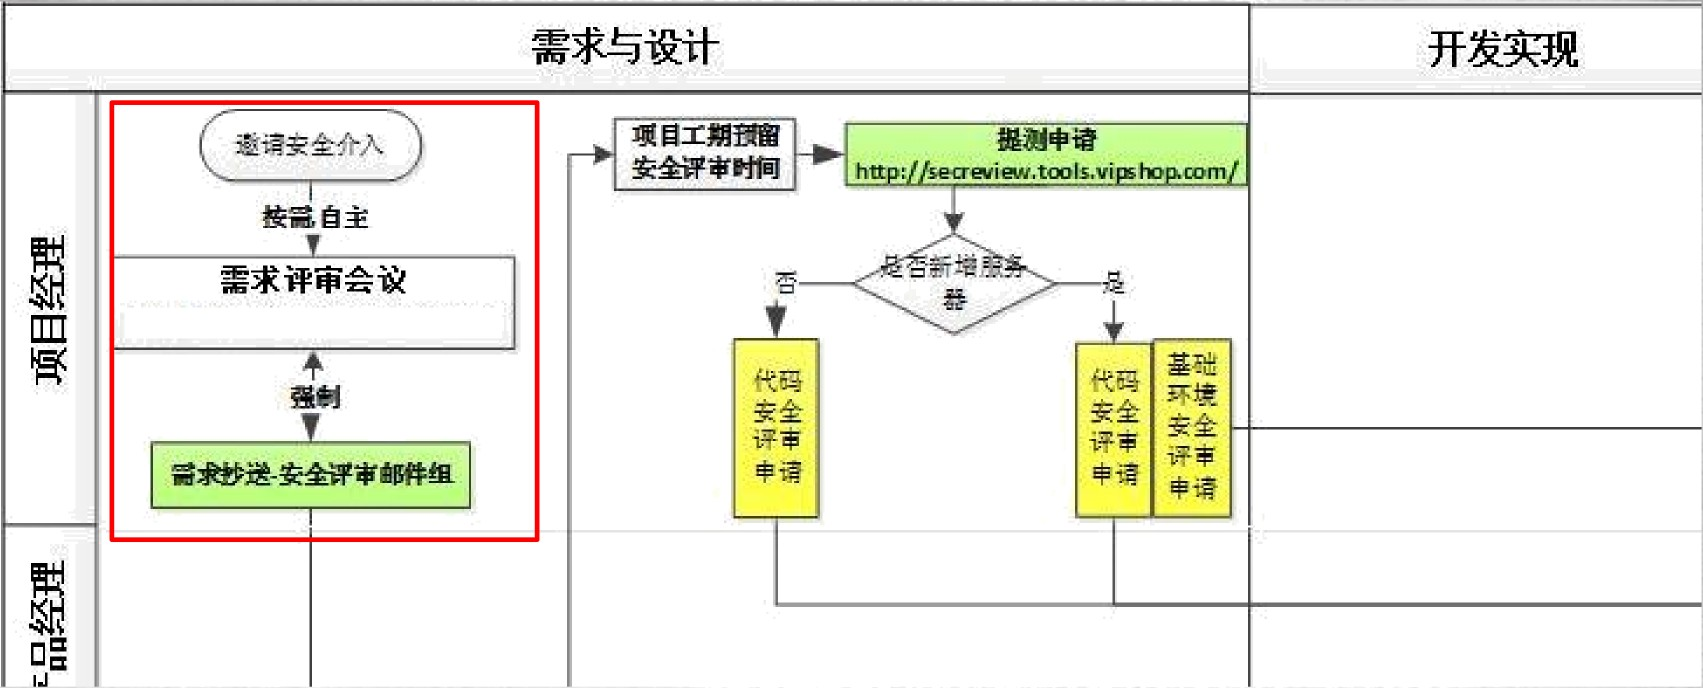 需求与设计
开发实现
项目经理
邀请安全介入
按需,自主
需求评审会议
强制
需求抄送-安全评审邮件组
项目工期预留
安全评审时间
提测申请
http://secreview.tools.vipshop.com/
是否新增服务
器
否
是
代码
安全
评审
申请
代码
安全
评审
申请
基础
环境
安全
评审
申请
品经理